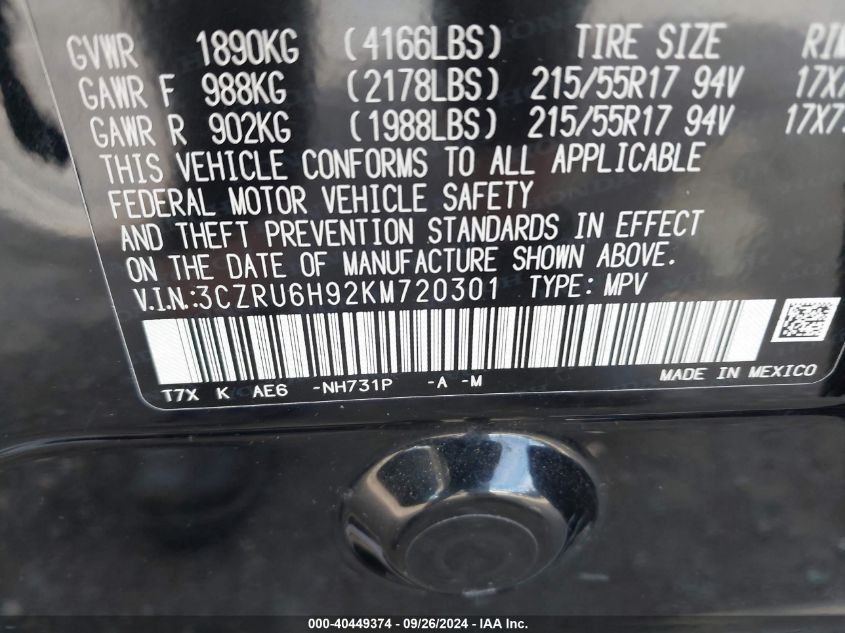 GVWR 1890KG (4166LBS) TIRE SIZE
GAWR F 988KG (2178LBS) 215/55R17 94V
GAWR R 902KG (1988LBS) 215/55R17 94V
THIS VEHICLE CONFORMS TO ALL APPLICABLE
FEDERAL MOTOR VEHICLE SAFETY
AND THEFT PREVENTION STANDARDS IN EFFECT
ON THE DATE OF MANUFACTURE SHOWN ABOVE.
V.I.N.:3CZRU6H92KM720301 TYPE: MPV
T7X K AE6 -NH731P -A -M MADE IN MEXICO
000-40449374 | 09/26/2024 - IAA Inc.